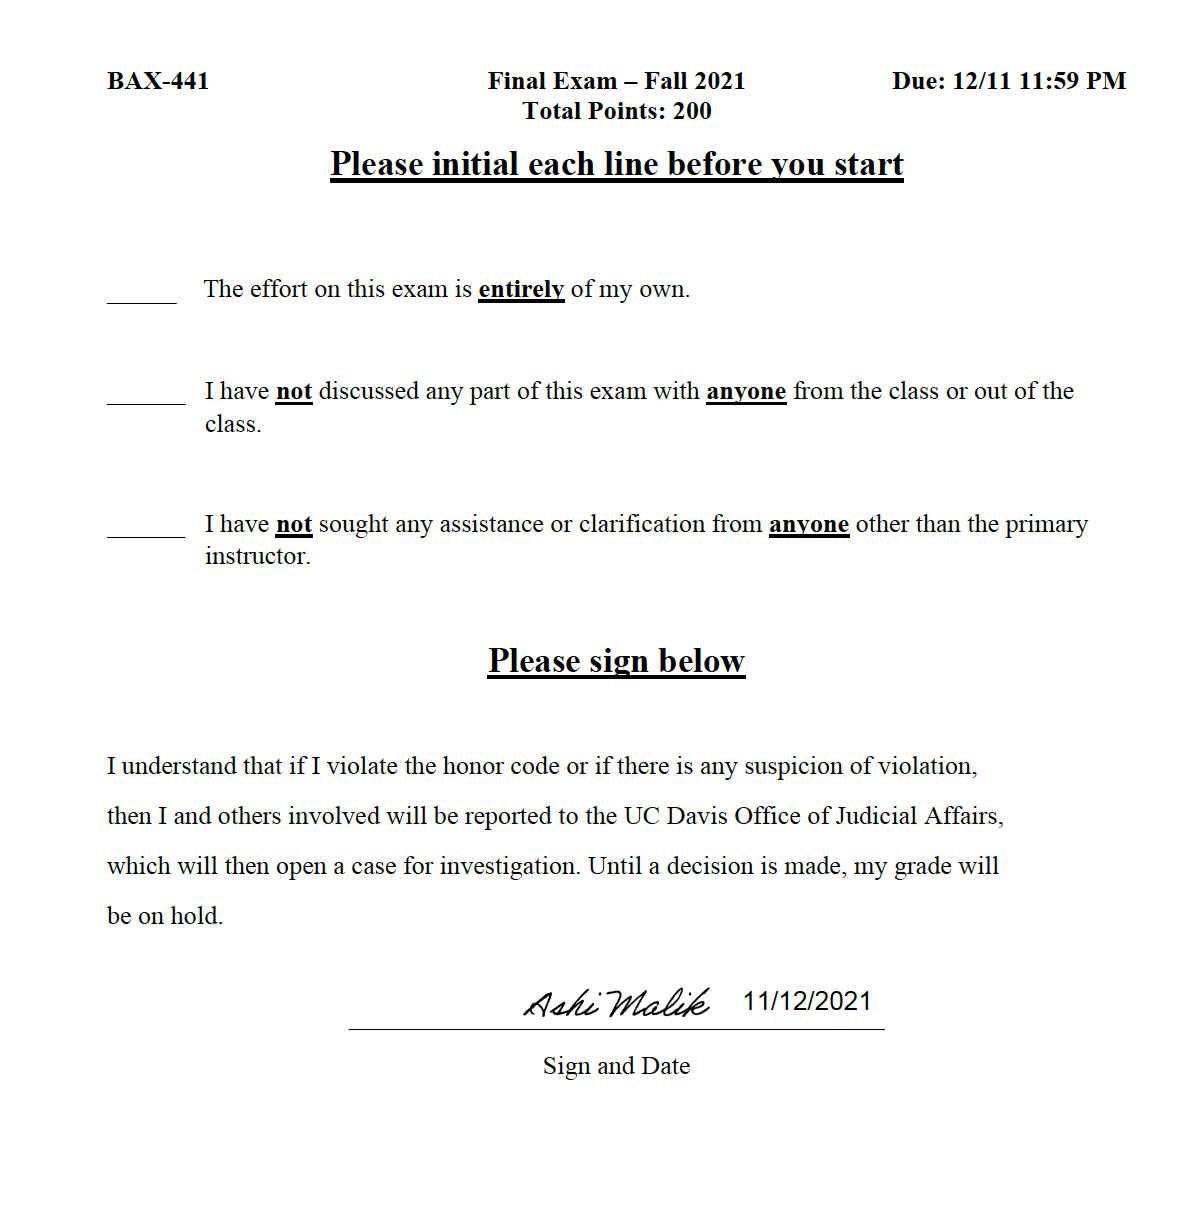 BAX-441 Final Exam – Fall 2021 Due: 12/11 11:59 PM
Total Points: 200
Please initial each line before you start
______ The effort on this exam is entirely of my own.
______ I have not discussed any part of this exam with anyone from the class or out of the
class.
______ I have not sought any assistance or clarification from anyone other than the primary
instructor.
Please sign below
I understand that if I violate the honor code or if there is any suspicion of violation,
then I and others involved will be reported to the UC Davis Office of Judicial Affairs,
which will then open a case for investigation. Until a decision is made, my grade will
be on hold.
Ashi Malik 11/12/2021
Sign and Date